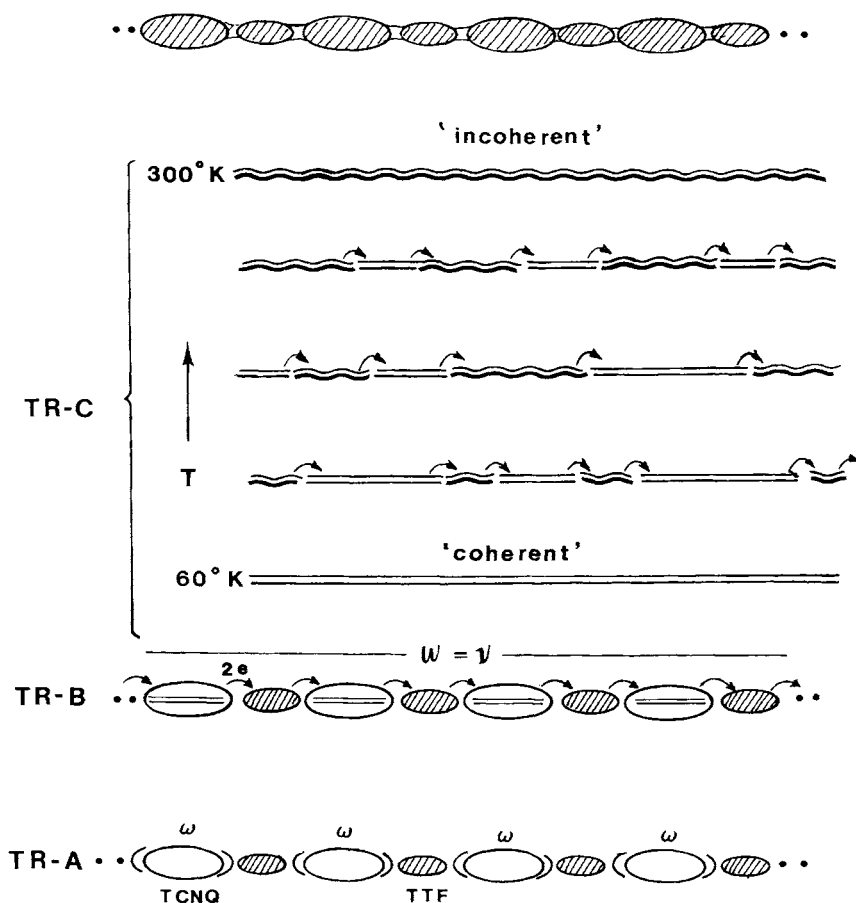 'incoherent'
300°K
TR-C
T
'coherent'
60°K
W = ν
2e
TR-B
ω ω ω ω
TR-A
TCNQ TTF